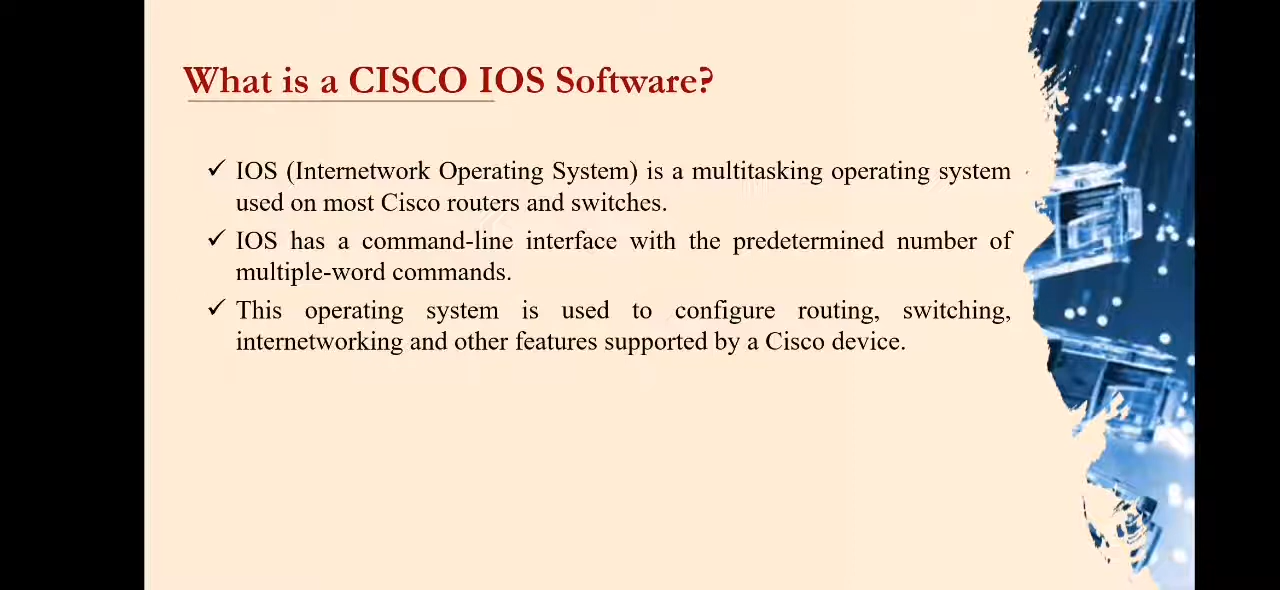 What is a CISCO IOS Software?
✓ IOS (Internetwork Operating System) is a multitasking operating system
used on most Cisco routers and switches.
✓ IOS has a command-line interface with the predetermined number of
multiple-word commands.
✓ This operating system is used to configure routing, switching,
internetworking and other features supported by a Cisco device.